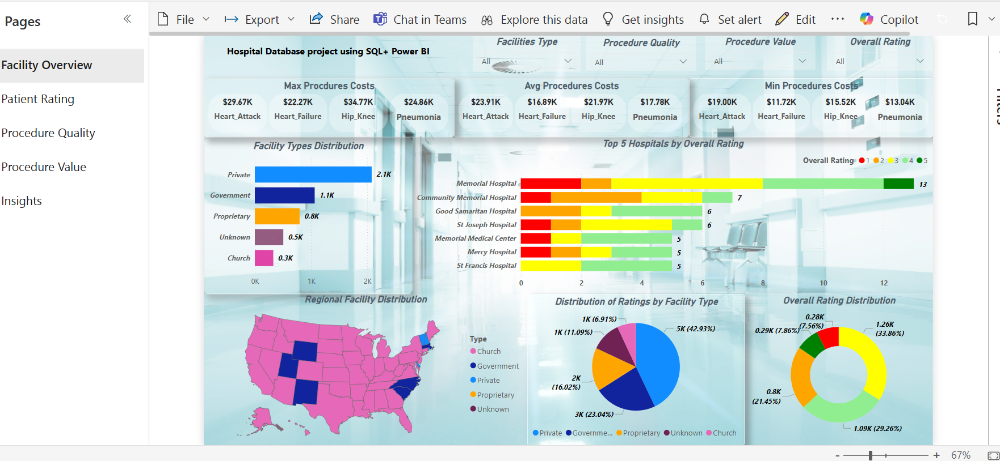 Pages
File
Export
Share
Chat in Teams
Explore this data
Get insights
Set alert
Edit
Copilot
Facility Overview
Patient Rating
Procedure Quality
Procedure Value
Insights
Hospital Database project using SQL+ Power BI
Facilities Type
All
Procedure Quality
All
Procedure Value
All
Overall Rating
All
Max Procdures Costs
$29.67K
Heart_Attack
$22.27K
Heart_Failure
$34.77K
Hip_Knee
$24.86K
Pneumonia
Avg Procedures Costs
$23.91K
Heart_Attack
$16.89K
Heart_Failure
$21.97K
Hip_Knee
$17.78K
Pneumonia
Min Procedures Costs
$19.00K
Heart_Attack
$11.72K
Heart_Failure
$15.52K
Hip_Knee
$13.04K
Pneumonia
Facility Types Distribution
Private 2.1K
Government 1.1K
Proprietary 0.8K
Unknown 0.5K
Church 0.3K
0K 1K 2K
Top 5 Hospitals by Overall Rating
Overall Rating 1 2 3 4 5
Memorial Hospital 13
Community Memorial Hospital 7
Good Samaritan Hospital 6
St Joseph Hospital 6
Memorial Medical Center 5
Mercy Hospital 5
St Francis Hospital 5
0 2 4 6 8 10 12
Regional Facility Distribution
Type
Church
Government
Private
Proprietary
Unknown
Distribution of Ratings by Facility Type
1K (6.91%)
1K (11.09%)
5K (42.93%)
2K
(16.02%)
3K (23.04%)
Private Governme... Proprietary Unknown Church
Overall Rating Distribution
0.28K
(7.56%)
0.29K (7.86%)
1.26K
(33.86%)
0.8K
(21.45%)
1.09K (29.26%)
- + 67%